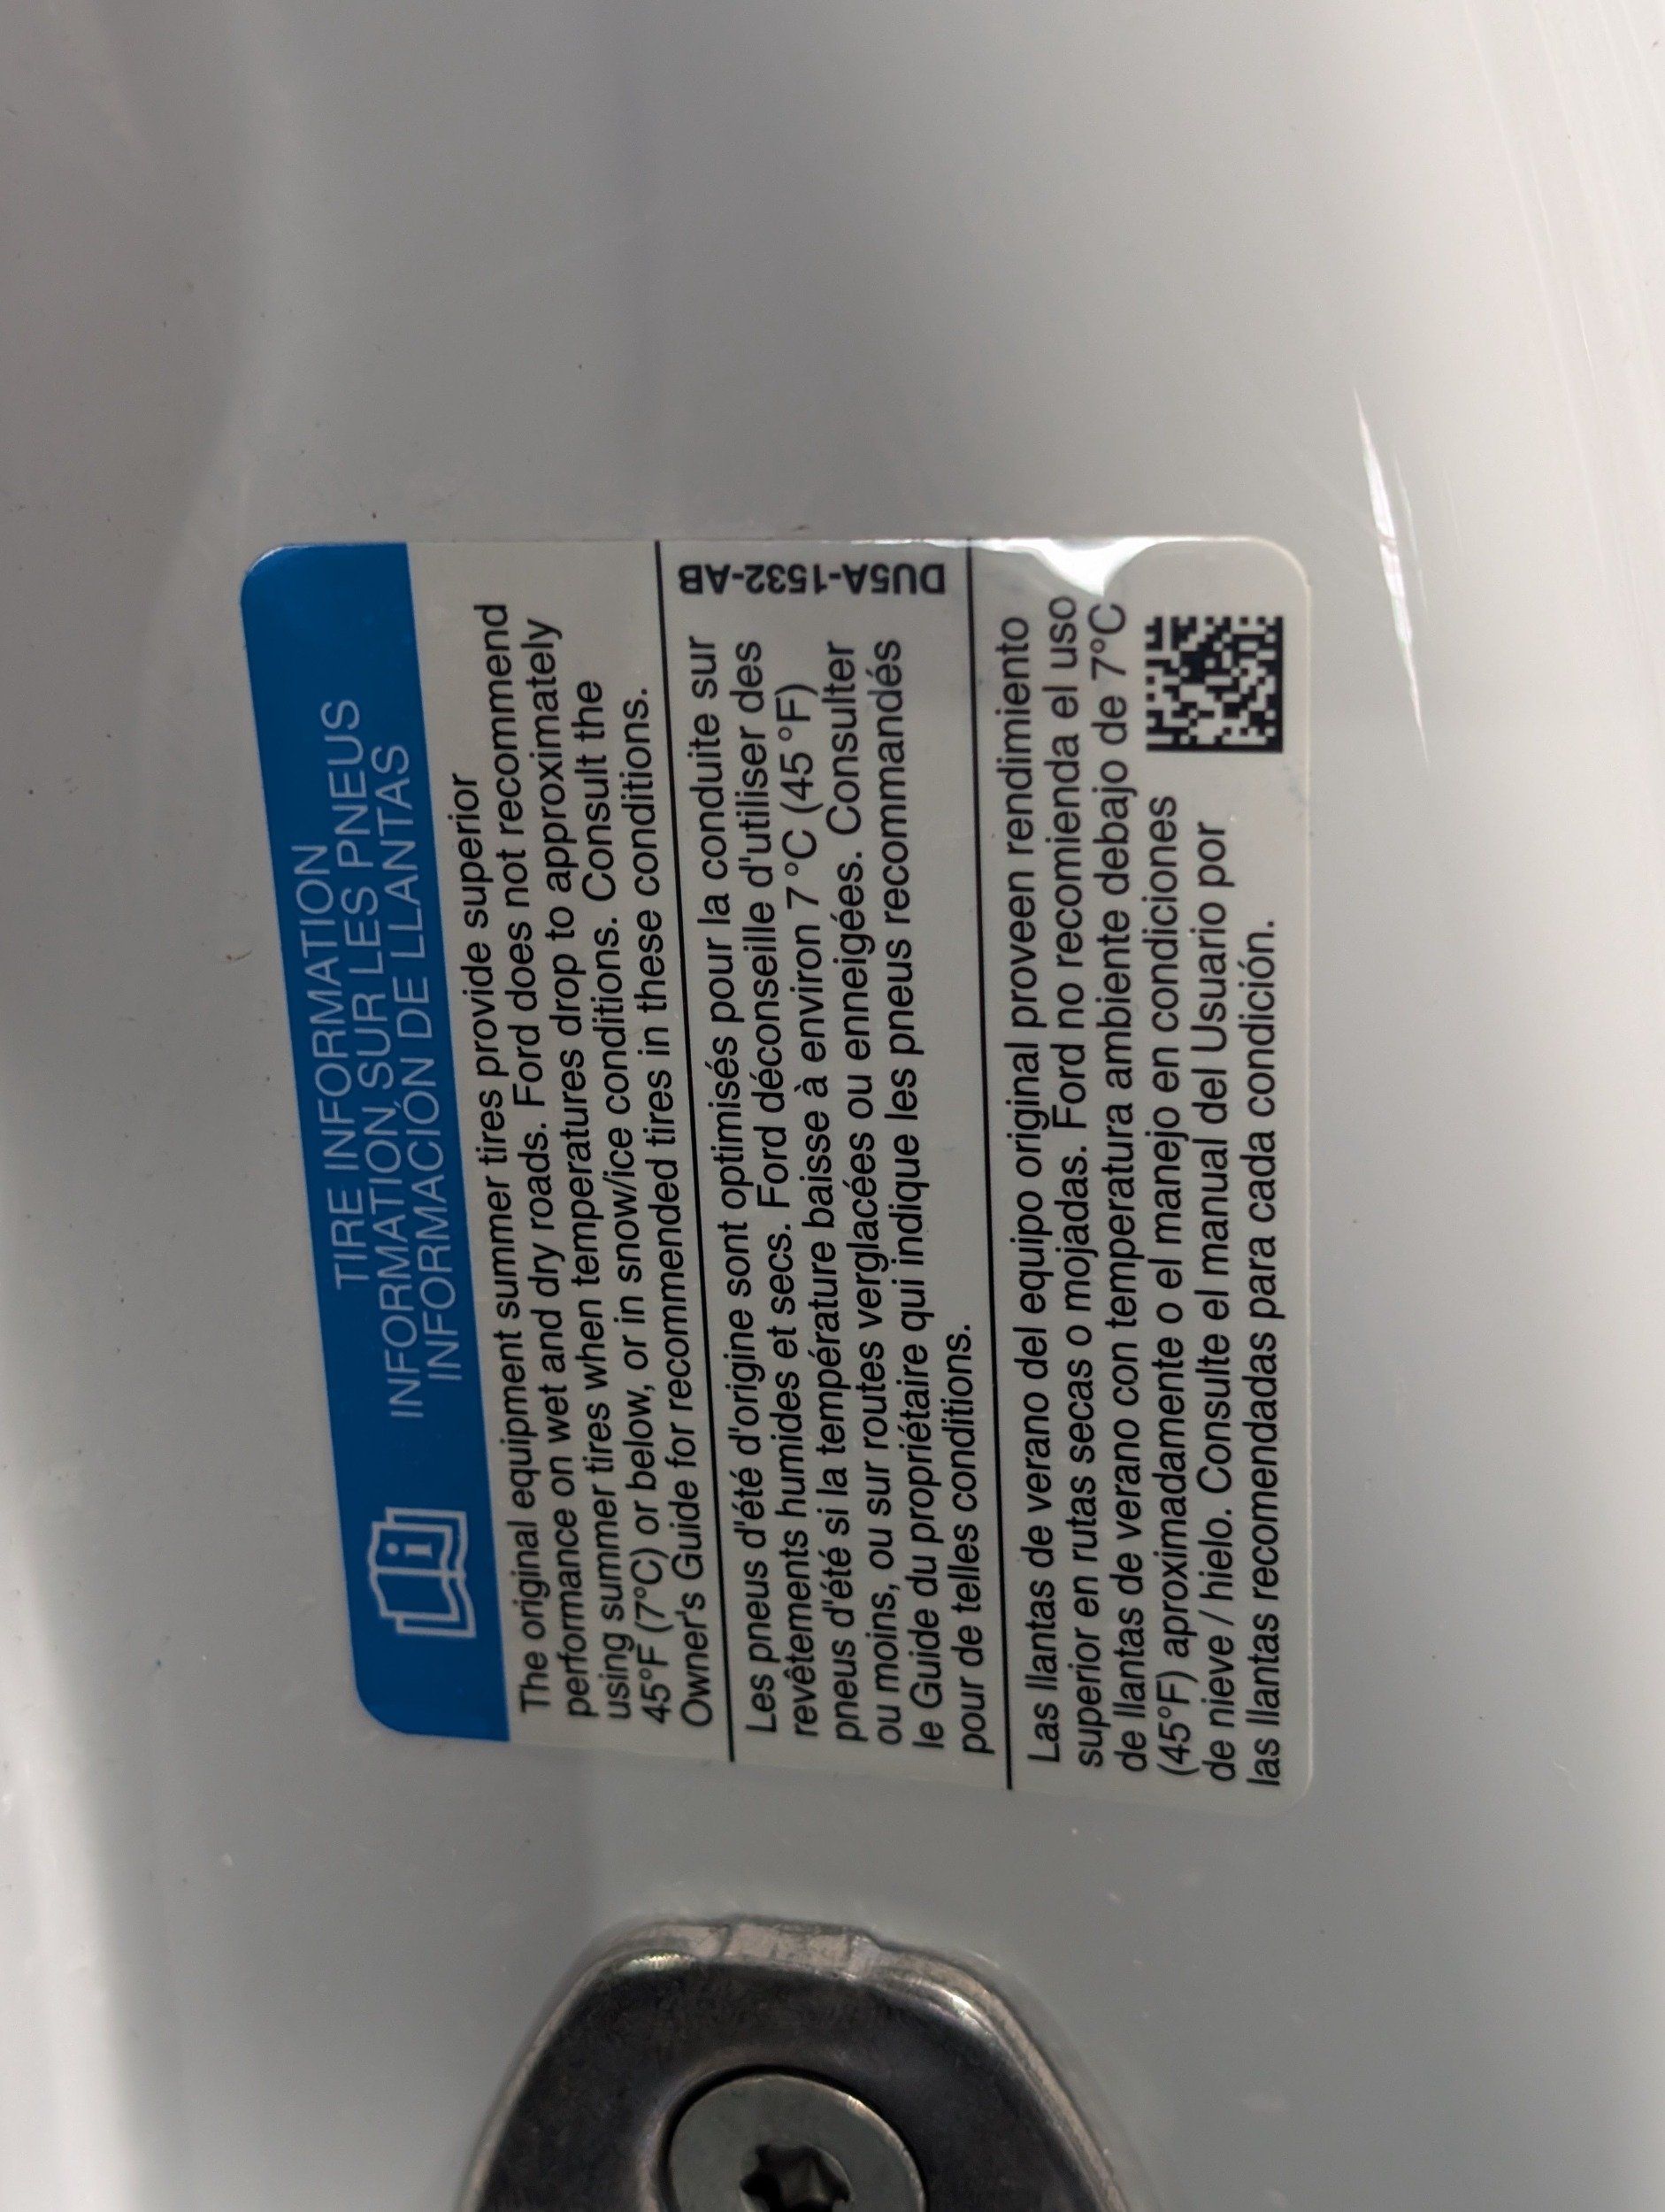 TIRE INFORMATION
INFORMATION SUR LES PNEUS
INFORMACIÓN DE LLANTAS
The original equipment summer tires provide superior
performance on wet and dry roads. Ford does not recommend
using summer tires when temperatures drop to approximately
45°F (7°C) or below, or in snow/ice conditions. Consult the
Owner's Guide for recommended tires in these conditions.
Les pneus d'été d'origine sont optimisés pour la conduite sur
revêtements humides et secs. Ford déconseille d'utiliser des
pneus d'été si la température baisse à environ 7 °C (45 °F)
ou moins, ou sur routes verglacées ou enneigées. Consulter
le Guide du propriétaire qui indique les pneus recommandés
pour de telles conditions.
DU5A-1532-AB
Las llantas de verano del equipo original proveen rendimiento
superior en rutas secas o mojadas. Ford no recomienda el uso
de llantas de verano con temperatura ambiente debajo de 7°C
(45°F) aproximadamente o el manejo en condiciones
de nieve / hielo. Consulte el manual del Usuario por
las llantas recomendadas para cada condición.